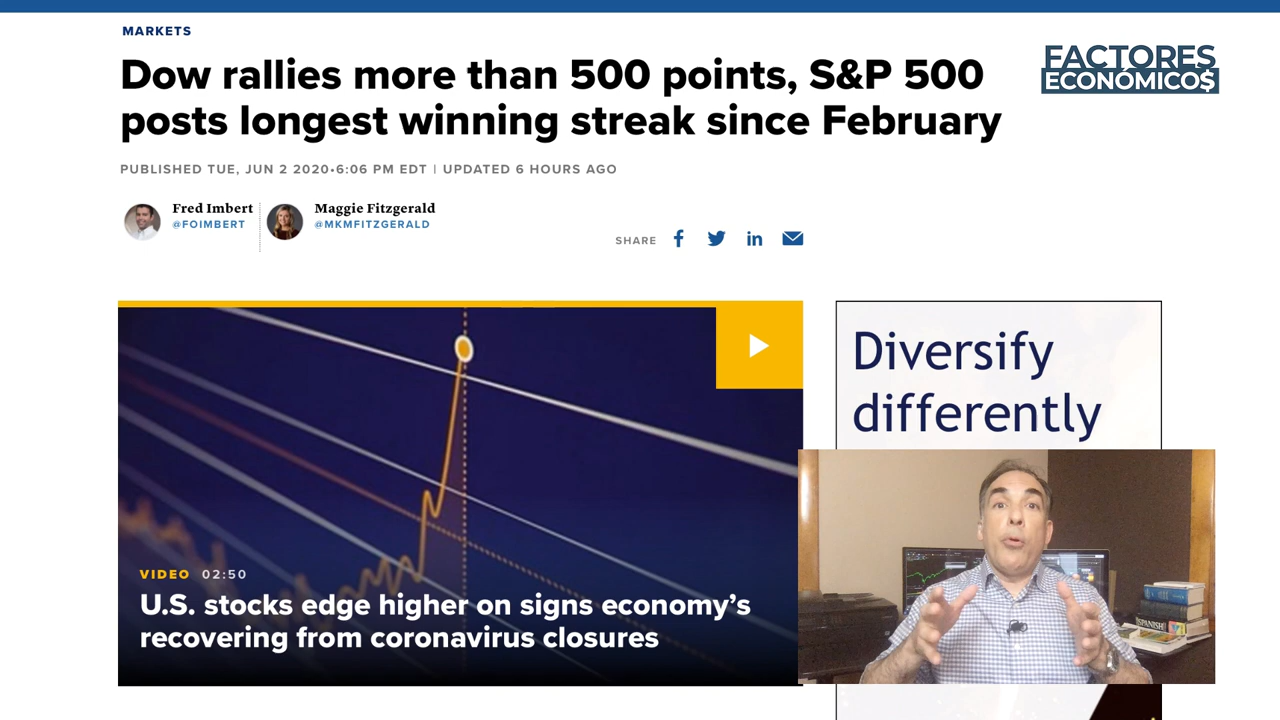 MARKETS
Dow rallies more than 500 points, S&P 500
posts longest winning streak since February
FACTORES
ECONÓMICO$
PUBLISHED TUE, JUN 2 2020•6:06 PM EDT | UPDATED 6 HOURS AGO
Fred Imbert
@FOIMBERT
Maggie Fitzgerald
@MKMFITZGERALD
SHARE
Diversify
differently
VIDEO 02:50
U.S. stocks edge higher on signs economy’s
recovering from coronavirus closures
SPANISH